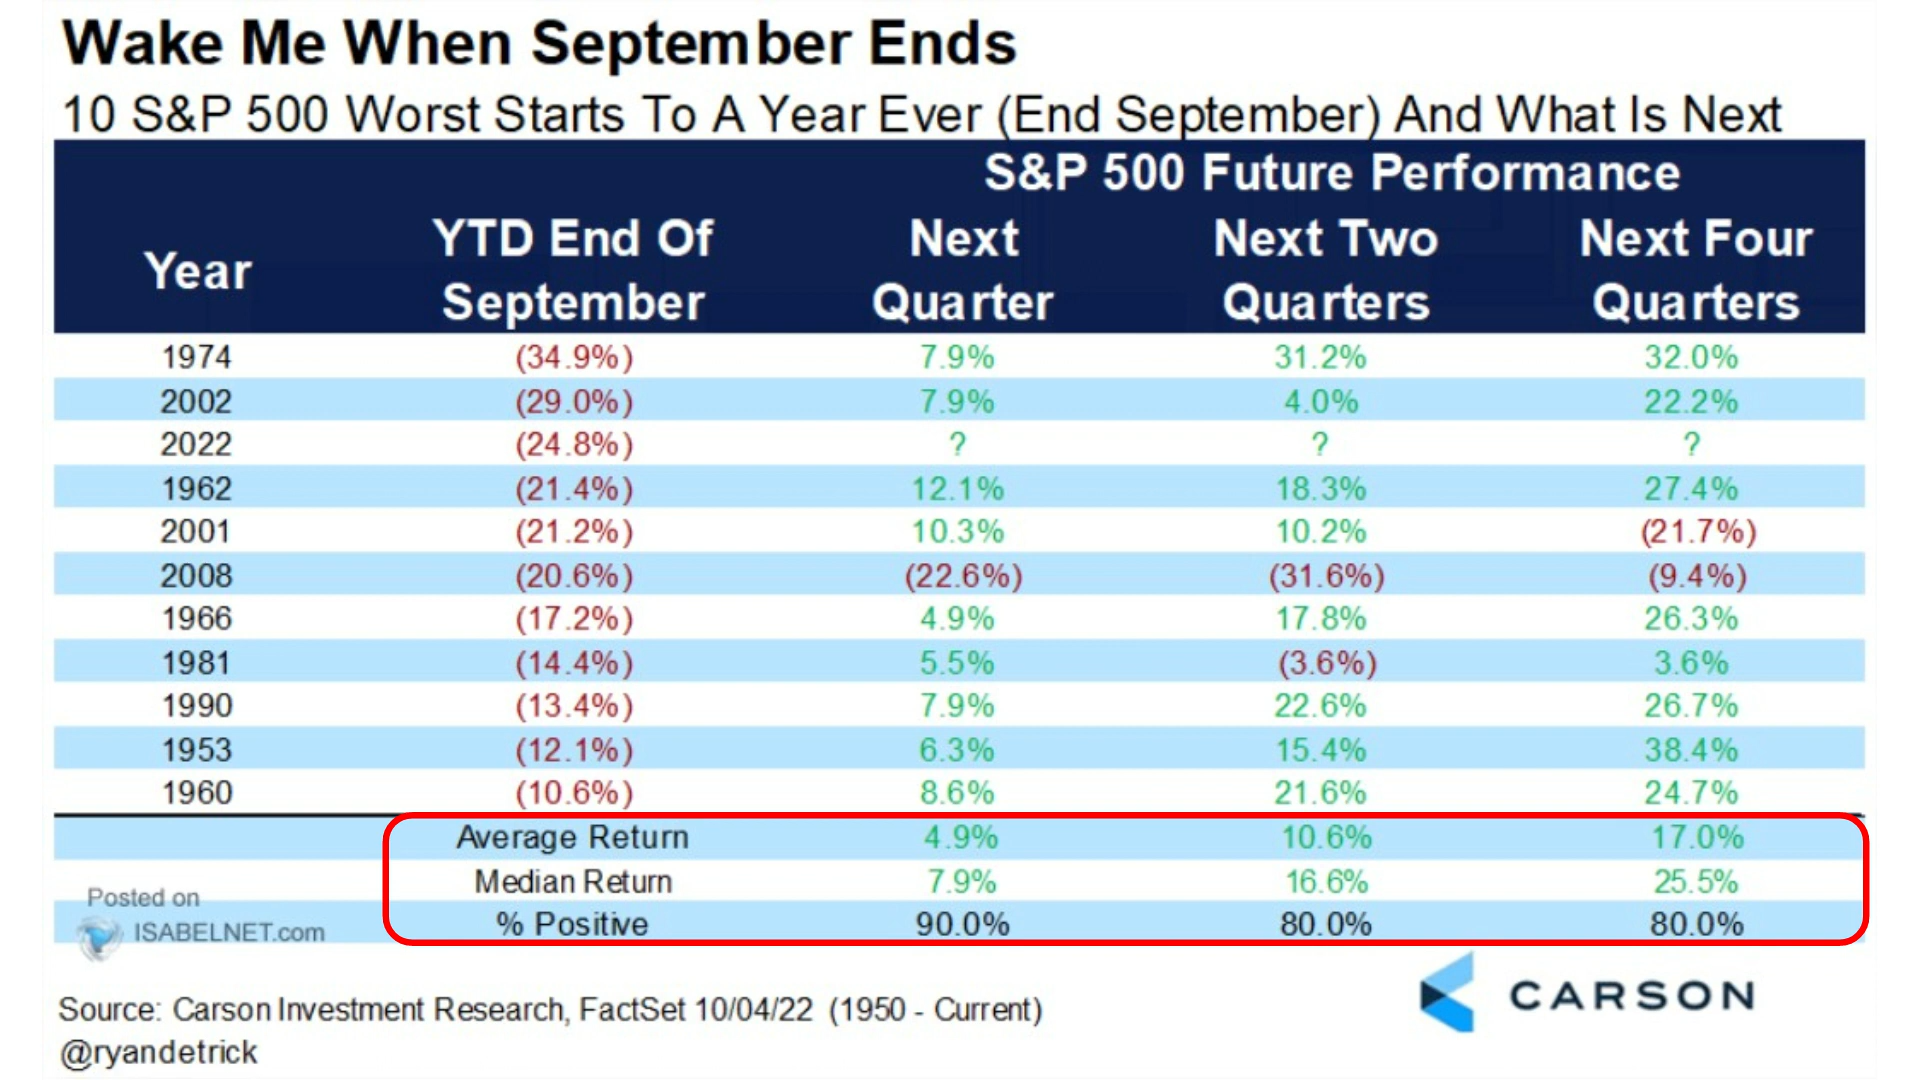 Wake Me When September Ends
10 S&P 500 Worst Starts To A Year Ever (End September) And What Is Next
S&P 500 Future Performance
Year YTD End Of September Next Quarter Next Two Quarters Next Four Quarters
1974 (34.9%) 7.9% 31.2% 32.0%
2002 (29.0%) 7.9% 4.0% 22.2%
2022 (24.8%) ? ? ?
1962 (21.4%) 12.1% 18.3% 27.4%
2001 (21.2%) 10.3% 10.2% (21.7%)
2008 (20.6%) (22.6%) (31.6%) (9.4%)
1966 (17.2%) 4.9% 17.8% 26.3%
1981 (14.4%) 5.5% (3.6%) 3.6%
1990 (13.4%) 7.9% 22.6% 26.7%
1953 (12.1%) 6.3% 15.4% 38.4%
1960 (10.6%) 8.6% 21.6% 24.7%
Average Return 4.9% 10.6% 17.0%
Median Return 7.9% 16.6% 25.5%
% Positive 90.0% 80.0% 80.0%
Posted on
ISABELNET.com
Source: Carson Investment Research, FactSet 10/04/22 (1950 - Current)
@ryandetrick
CARSON